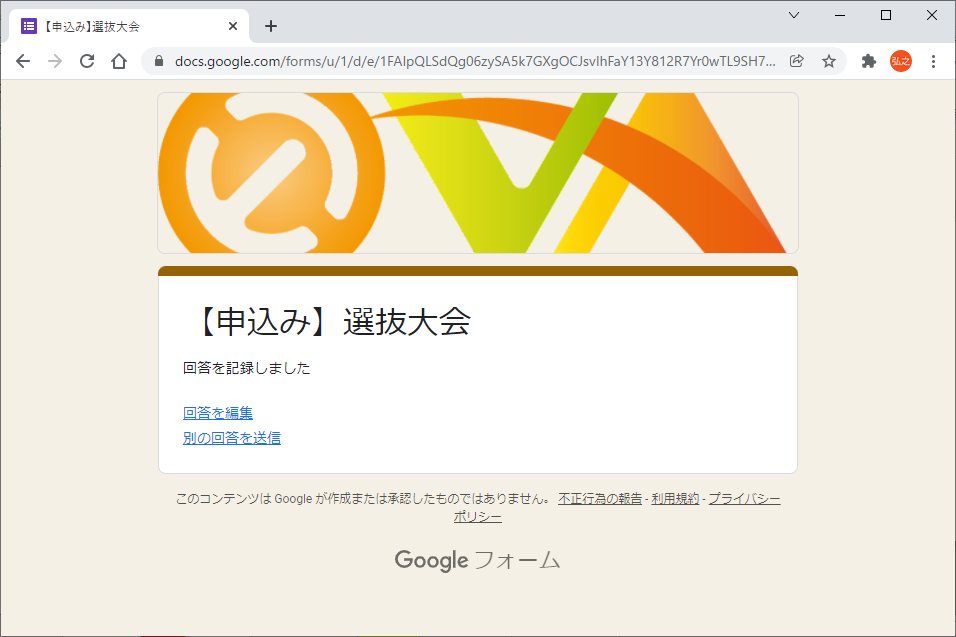 【申込み】選抜大会
docs.google.com/forms/u/1/d/e/1FAIpQLSdQg06zySA5k7GXgOCJsvIhFaY13Y812R7Yr0wTL9SH7...
弘之
【申込み】選抜大会
回答を記録しました
回答を編集
別の回答を送信
このコンテンツは Google が作成または承認したものではありません。 不正行為の報告 - 利用規約 - プライバシー
ポリシー
Google フォーム